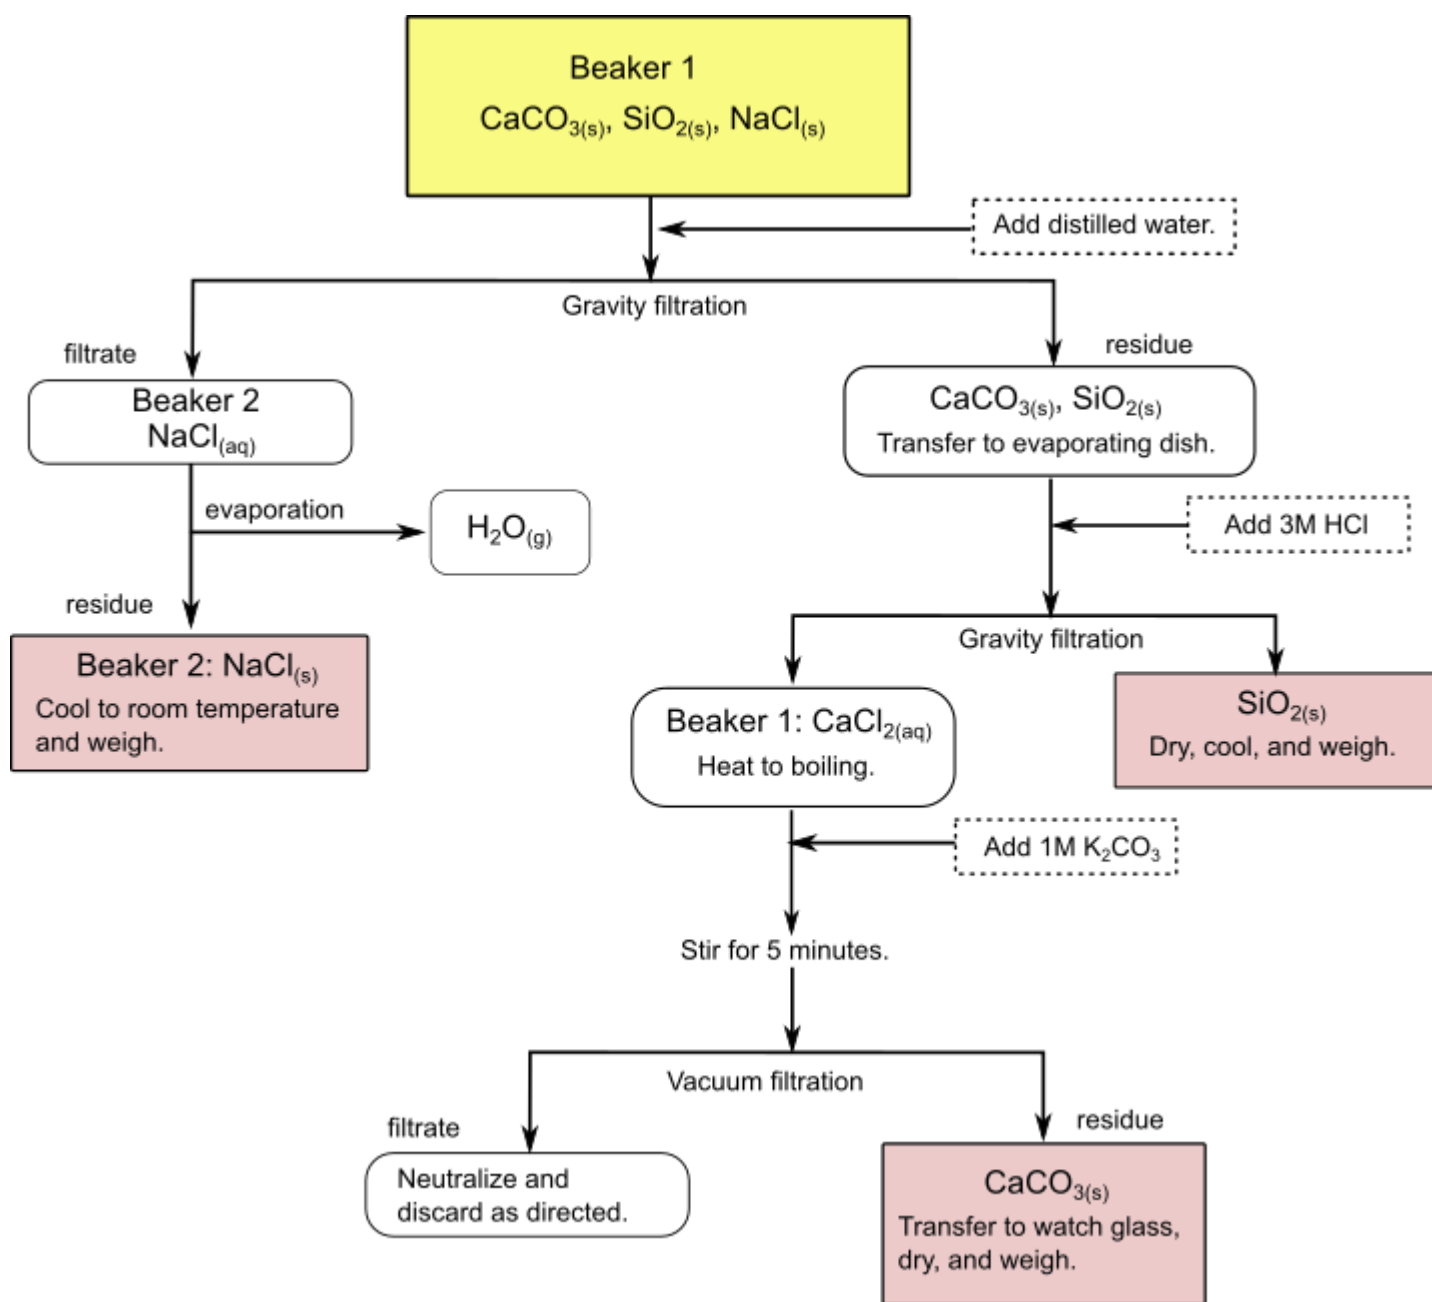 Beaker 1
CaCO₃₍ₛ₎, SiO₂₍ₛ₎, NaCl₍ₛ₎
Add distilled water.
Gravity filtration
filtrate
residue
Beaker 2
NaCl(aq)
CaCO₃₍ₛ₎, SiO₂₍ₛ₎
Transfer to evaporating dish.
evaporation
H₂O(g)
Add 3M HCl
residue
Gravity filtration
Beaker 2: NaCl₍ₛ₎
Cool to room temperature
and weigh.
Beaker 1: CaCl₂(aq)
Heat to boiling.
SiO₂₍ₛ₎
Dry, cool, and weigh.
Add 1M K₂CO₃
Stir for 5 minutes.
Vacuum filtration
filtrate
residue
Neutralize and
discard as directed.
CaCO₃₍ₛ₎
Transfer to watch glass,
dry, and weigh.